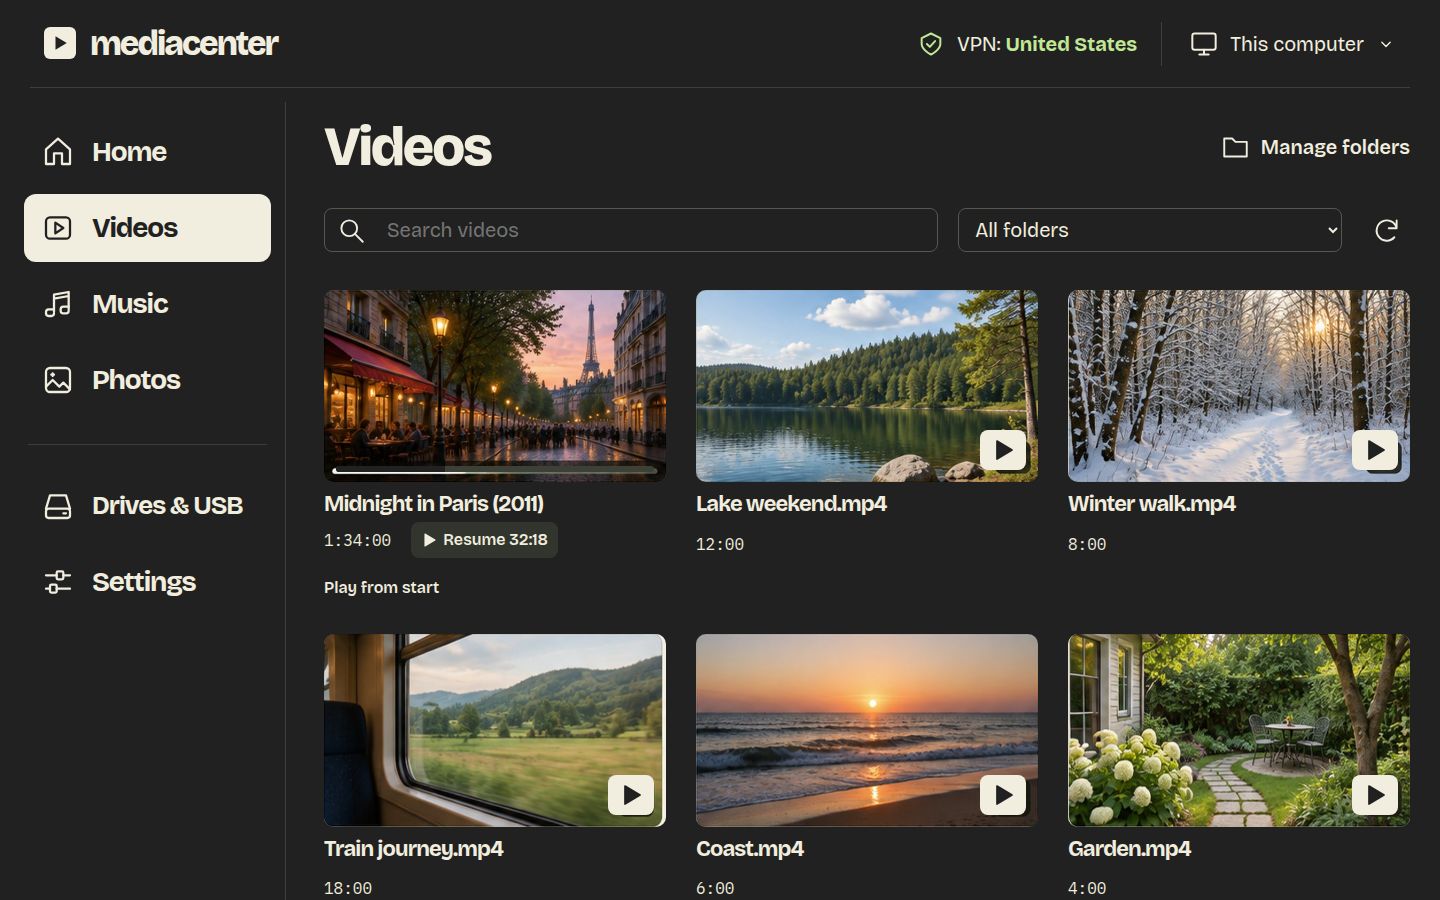 mediacenter
VPN: United States
This computer
Home
Videos
Music
Photos
Drives & USB
Settings
Videos
Manage folders
Search videos
All folders
Midnight in Paris (2011)
1:34:00
Resume 32:18
Play from start
Lake weekend.mp4
12:00
Winter walk.mp4
8:00
Train journey.mp4
18:00
Coast.mp4
6:00
Garden.mp4
4:00